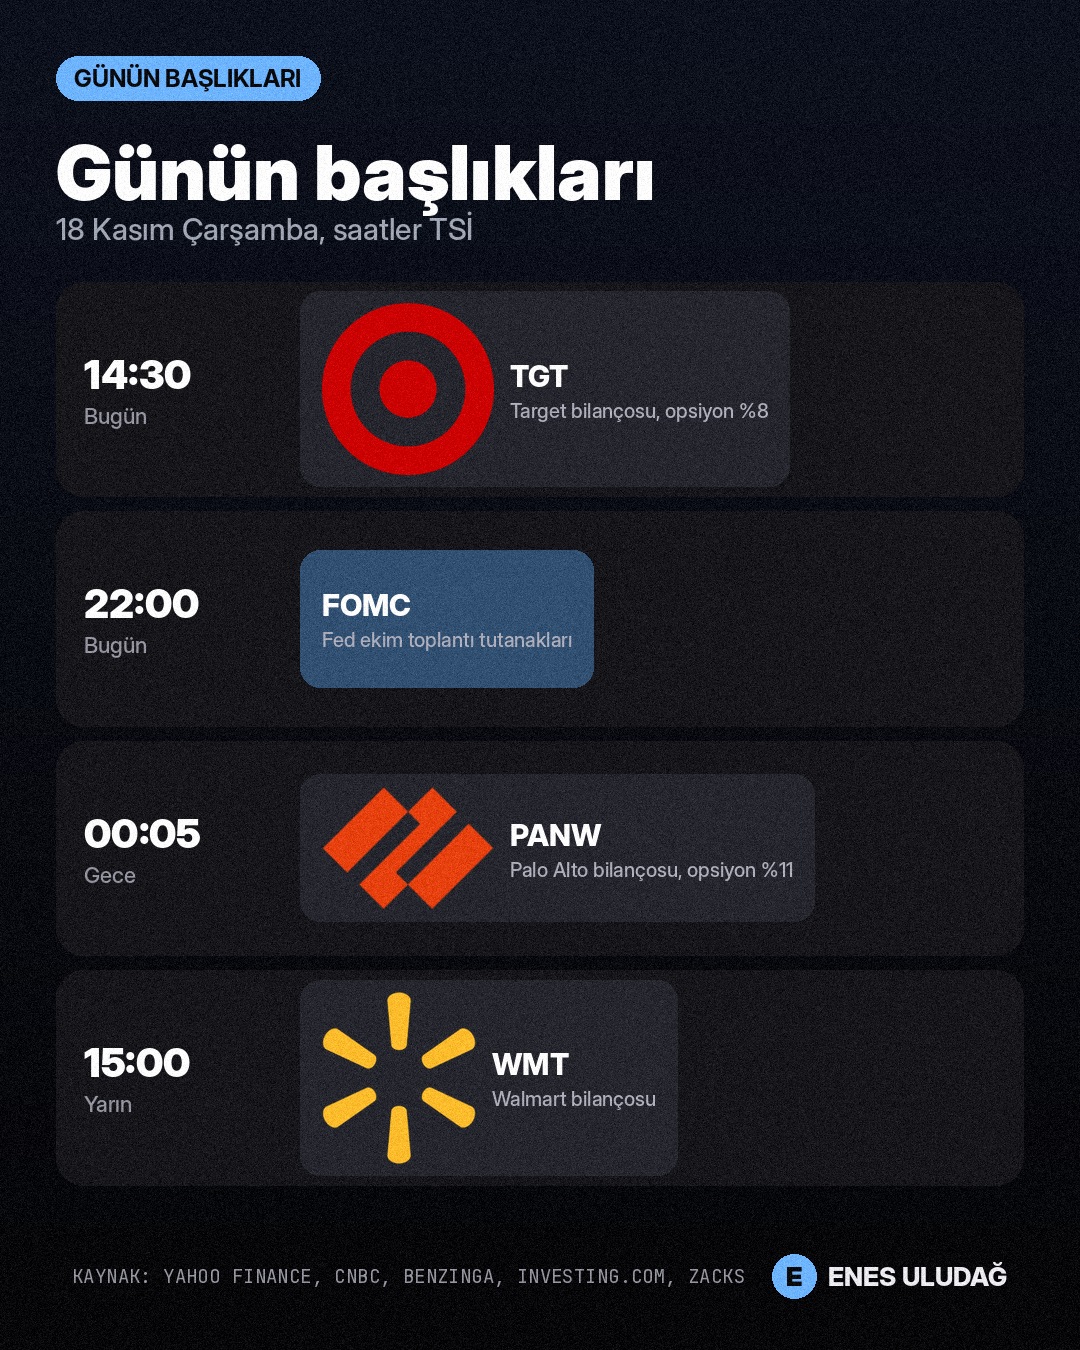 GÜNÜN BAŞLIKLARI
Günün başlıkları
18 Kasım Çarşamba, saatler TSİ
14:30
Bugün
TGT
Target bilançosu, opsiyon %8
22:00
Bugün
FOMC
Fed ekim toplantı tutanakları
00:05
Gece
PANW
Palo Alto bilançosu, opsiyon %11
15:00
Yarın
WMT
Walmart bilançosu
KAYNAK: YAHOO FINANCE, CNBC, BENZINGA, INVESTING.COM, ZACKS
E ENES ULUDAĞ